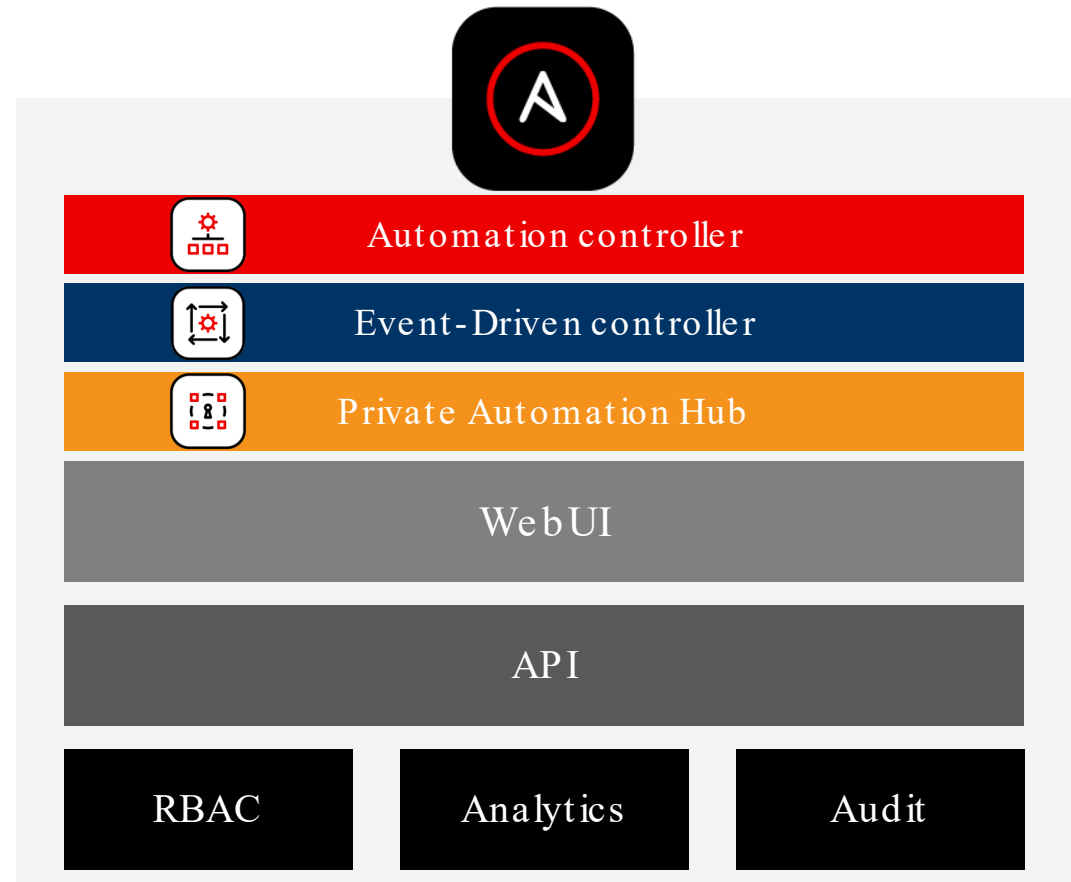 Automation controller
Event-Driven controller
Private Automation Hub
WebUI
API
RBAC
Analytics
Audit